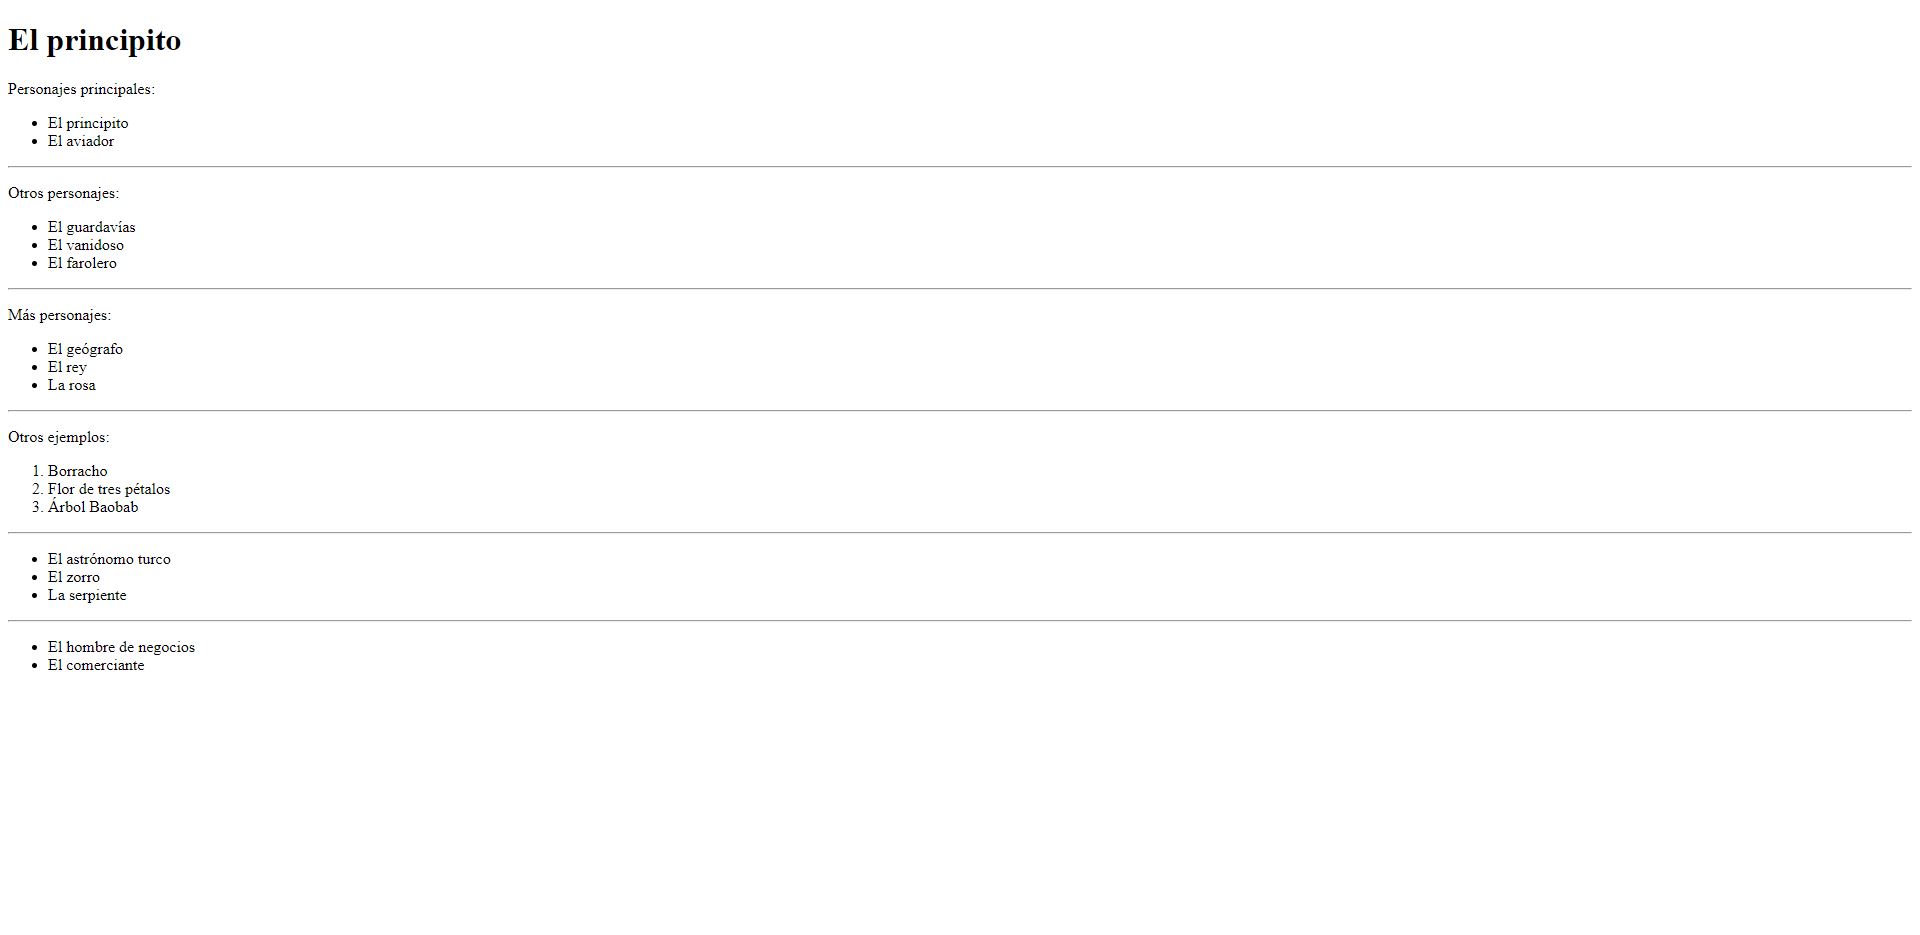 El principito
Personajes principales:
• El principito
• El aviador
Otros personajes:
• El guardavías
• El vanidoso
• El farolero
Más personajes:
• El geógrafo
• El rey
• La rosa
Otros ejemplos:
1. Borracho
2. Flor de tres pétalos
3. Árbol Baobab
• El astrónomo turco
• El zorro
• La serpiente
• El hombre de negocios
• El comerciante